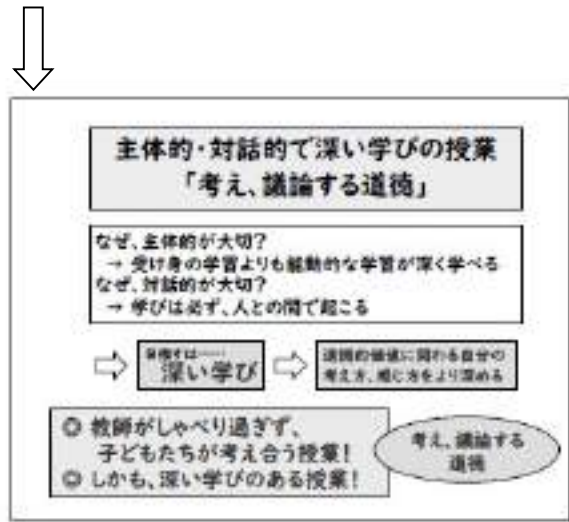 主体的・対話的で深い学びの授業
「考え、議論する道徳」
なぜ、主体的が大切?
→ 受け身の学習よりも能動的な学習が深く学べる
なぜ、対話的が大切?
→ 学びは必ず、人との間で起こる
目指すは……
深い学び
道徳的価値に関わる自分の
考え方、感じ方をより深める
◎ 教師がしゃべり過ぎず、
子どもたちが考え合う授業!
◎ しかも、深い学びのある授業!
考え、議論する
道徳